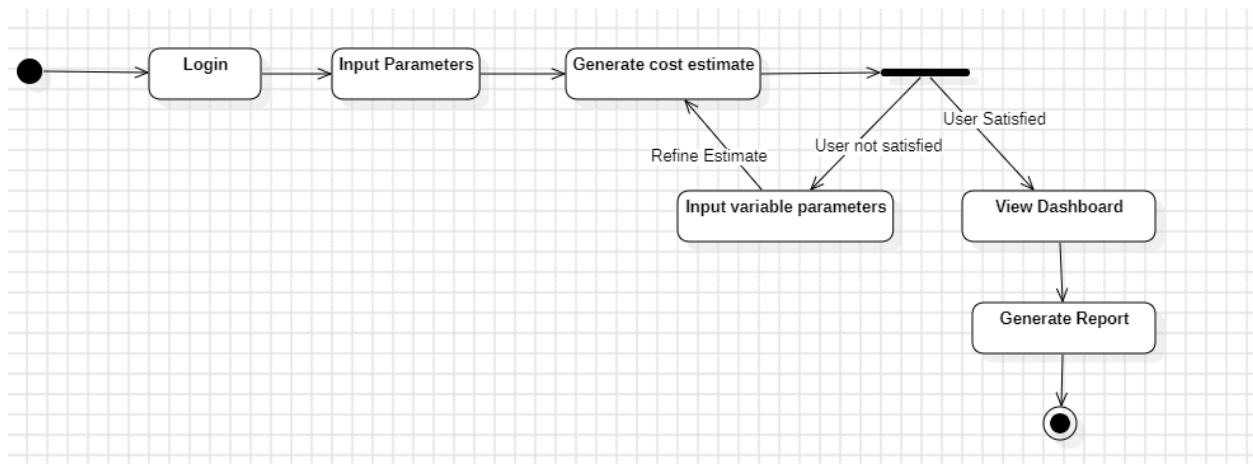 Login
Input Parameters
Generate cost estimate
User Satisfied
User not satisfied
Refine Estimate
Input variable parameters
View Dashboard
Generate Report